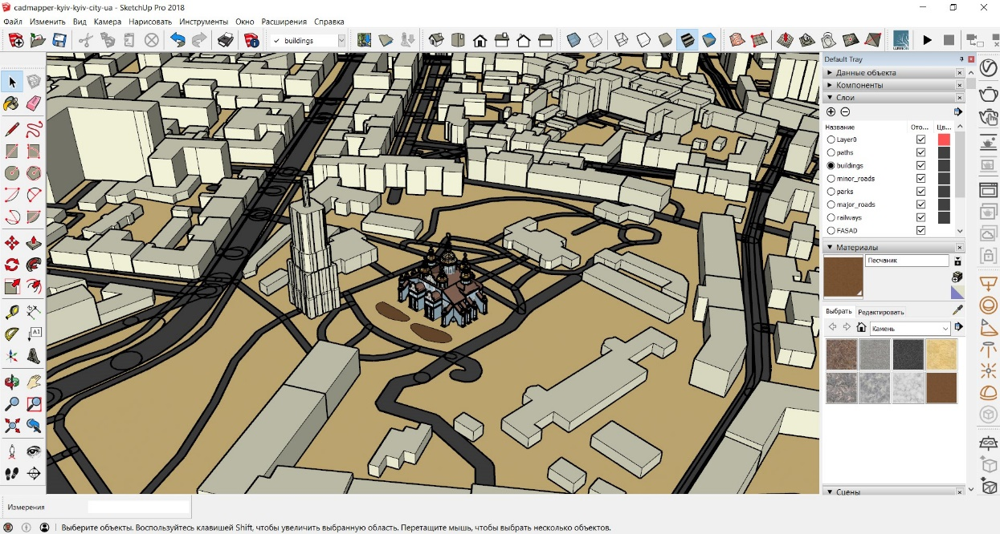 cadmapper-kyiv-kyiv-city-ua - SketchUp Pro 2018
Файл Изменить Вид Камера Нарисовать Инструменты Окно Расширения Справка
buildings
LUMION
Default Tray
Данные объекта
Компоненты
Слои
Название Ото... Цв...
Layer0
paths
buildings
minor_roads
parks
major_roads
railways
FASAD
Материалы
Песчаник
Выбрать Редактировать
Камень
Сцены
A1
Измерения
Выберите объекты. Воспользуйтесь клавишей Shift, чтобы увеличить выбранную область. Перетащите мышь, чтобы выбрать несколько объектов.